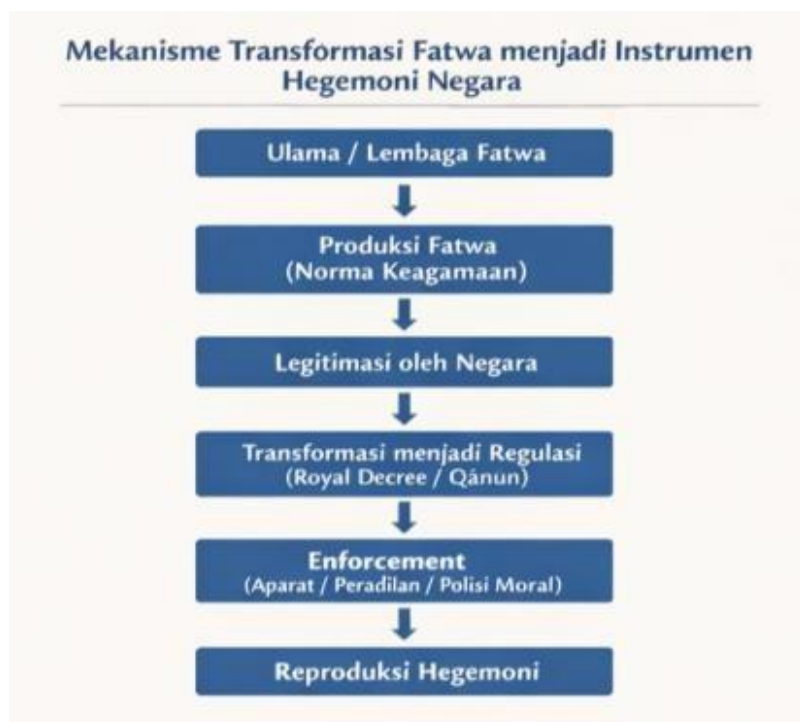 Mekanisme Transformasi Fatwa menjadi Instrumen
Hegemoni Negara
Ulama / Lembaga Fatwa
Produksi Fatwa
(Norma Keagamaan)
Legitimasi oleh Negara
Transformasi menjadi Regulasi
(Royal Decree / Qánun)
Enforcement
(Aparat / Peradilan / Polisi Moral)
Reproduksi Hegemoni